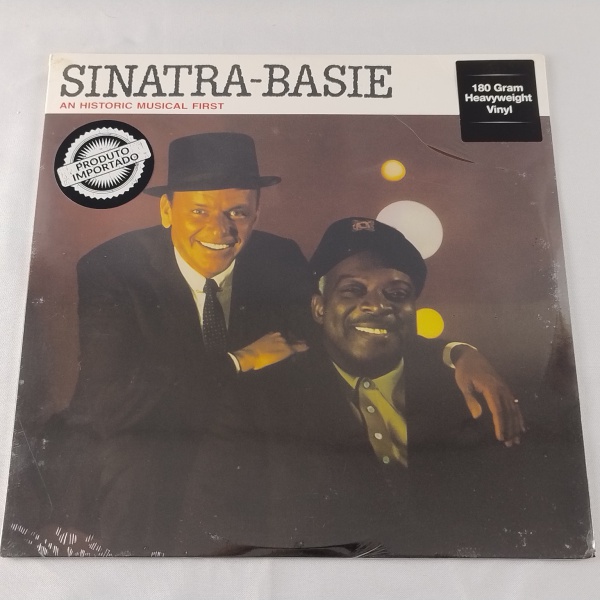 SINATRA-BASIE
AN HISTORIC MUSICAL FIRST
180 Gram
Heavyweight
Vinyl
PRODUTO
IMPORTADO